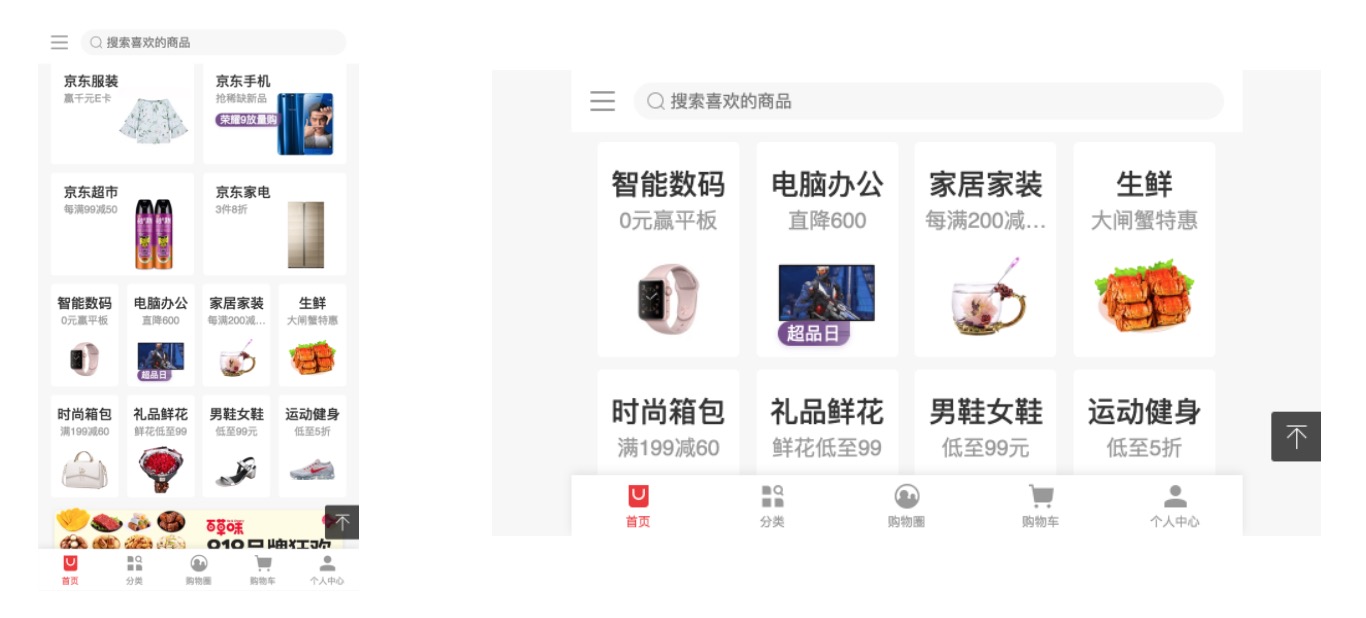 搜索喜欢的商品
京东服装
赢千元E卡
京东手机
抢稀缺新品
荣耀9放量购
京东超市
每满99减50
京东家电
3件8折
智能数码
0元赢平板
电脑办公
直降600
超品日
家居家装
每满200减...
生鲜
大闸蟹特惠
时尚箱包
满199减60
礼品鲜花
鲜花低至99
男鞋女鞋
低至99元
运动健身
低至5折
百草味
首页
分类
购物圈
购物车
个人中心
搜索喜欢的商品
智能数码
0元赢平板
电脑办公
直降600
超品日
家居家装
每满200减...
生鲜
大闸蟹特惠
时尚箱包
满199减60
礼品鲜花
鲜花低至99
男鞋女鞋
低至99元
运动健身
低至5折
首页
分类
购物圈
购物车
个人中心